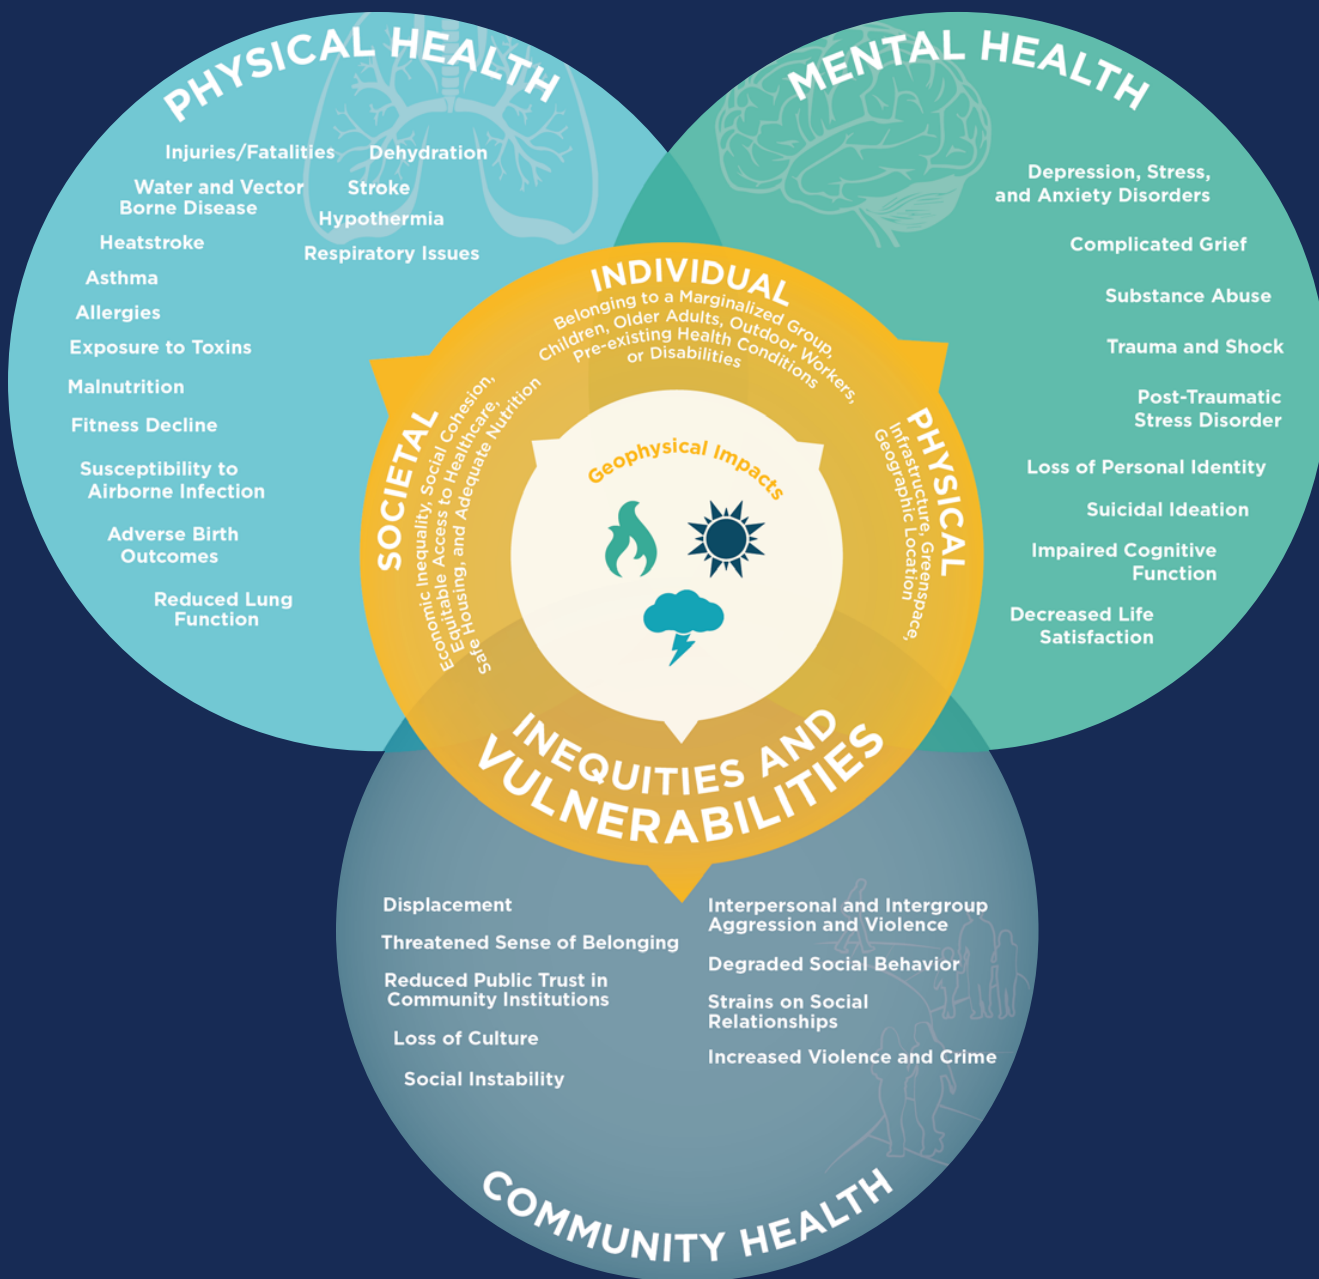 PHYSICAL HEALTH
Injuries/Fatalities
Dehydration
Water and Vector
Borne Disease
Stroke
Hypothermia
Heatstroke
Respiratory Issues
Asthma
Allergies
Exposure to Toxins
Malnutrition
Fitness Decline
Susceptibility to
Airborne Infection
Adverse Birth
Outcomes
Reduced Lung
Function
MENTAL HEALTH
Depression, Stress,
and Anxiety Disorders
Complicated Grief
Substance Abuse
Trauma and Shock
Post-Traumatic
Stress Disorder
Loss of Personal Identity
Suicidal Ideation
Impaired Cognitive
Function
Decreased Life
Satisfaction
INDIVIDUAL
Belonging to a Marginalized Group,
Children, Older Adults, Outdoor Workers,
Pre-existing Health Conditions
or Disabilities
SOCIETAL
Economic Inequality, Social Cohesion,
Equitable Access to Healthcare,
Safe Housing, and Adequate Nutrition
PHYSICAL
Infrastructure, Greenspace,
Geographic Location
Geophysical Impacts
INEQUITIES AND
VULNERABILITIES
Displacement
Threatened Sense of Belonging
Reduced Public Trust in
Community Institutions
Loss of Culture
Social Instability
Interpersonal and Intergroup
Aggression and Violence
Degraded Social Behavior
Strains on Social
Relationships
Increased Violence and Crime
COMMUNITY HEALTH